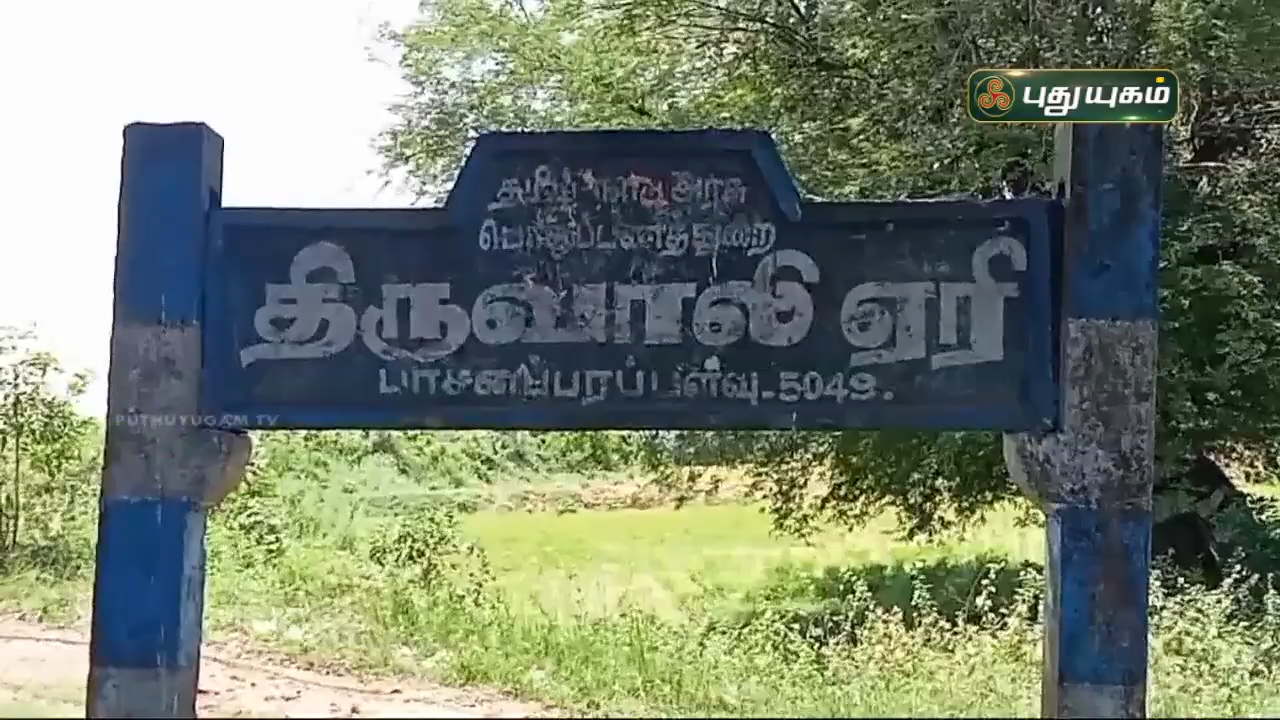 புதுயுகம்
தமிழ்நாடு அரசு
பொதுப்பணித்துறை
திருவாலி ஏரி
பாசனப்பரப்பளவு-5049.
PUTHUYUGAM TV